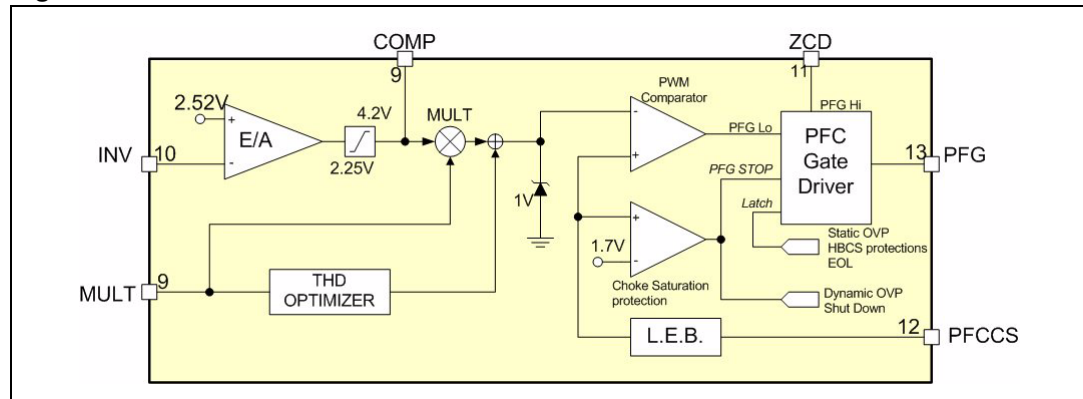 COMP
9
ZCD
11
2.52V
E/A
4.2V
2.25V
MULT
PWM
Comparator
PFG Hi
PFG Lo
PFC
Gate
Driver
INV
10
13
PFG
PFG STOP
Latch
1V
1.7V
Choke Saturation
protection
Static OVP
HBCS protections
EOL
MULT
9
THD
OPTIMIZER
Dynamic OVP
Shut Down
L.E.B.
12
PFCCS